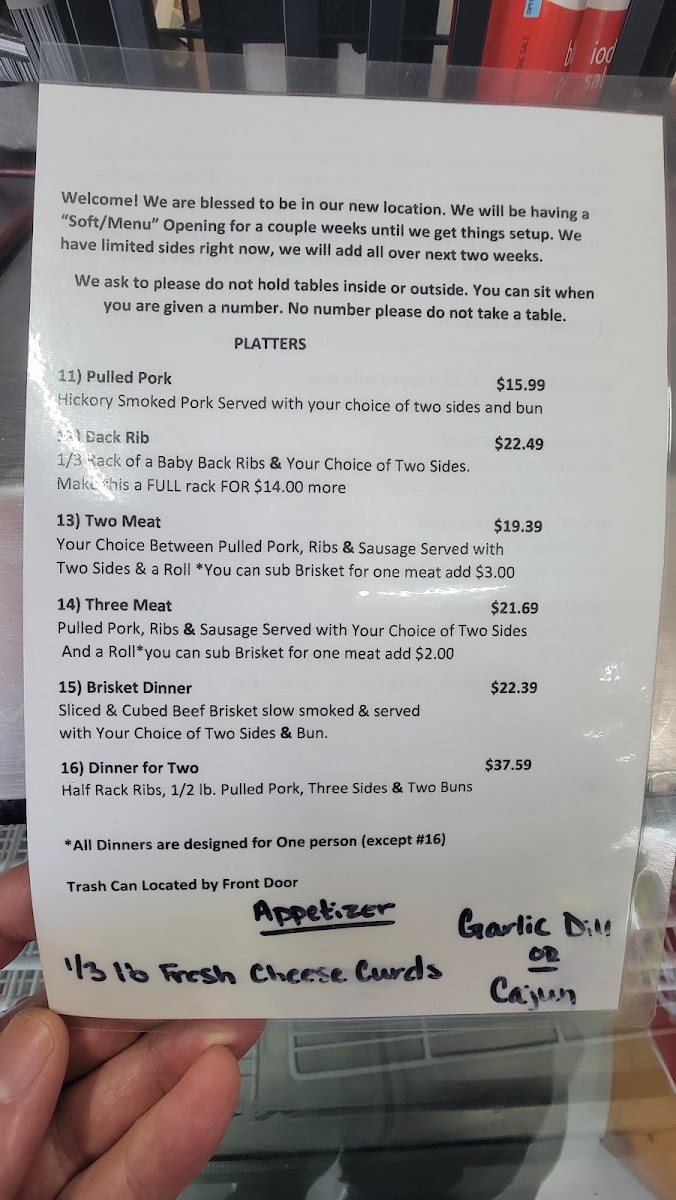 Welcome! We are blessed to be in our new location. We will be having a
"Soft/Menu" Opening for a couple weeks until we get things setup. We
have limited sides right now, we will add all over next two weeks.
We ask to please do not hold tables inside or outside. You can sit when
you are given a number. No number please do not take a table.
PLATTERS
11) Pulled Pork $15.99
Hickory Smoked Pork Served with your choice of two sides and bun
Back Rib $22.49
1/3 Rack of a Baby Back Ribs & Your Choice of Two Sides.
Make this a FULL rack FOR $14.00 more
13) Two Meat $19.39
Your Choice Between Pulled Pork, Ribs & Sausage Served with
Two Sides & a Roll *You can sub Brisket for one meat add $3.00
14) Three Meat $21.69
Pulled Pork, Ribs & Sausage Served with Your Choice of Two Sides
And a Roll*you can sub Brisket for one meat add $2.00
15) Brisket Dinner $22.39
Sliced & Cubed Beef Brisket slow smoked & served
with Your Choice of Two Sides & Bun.
16) Dinner for Two $37.59
Half Rack Ribs, 1/2 lb. Pulled Pork, Three Sides & Two Buns
*All Dinners are designed for One person (except #16)
Trash Can Located by Front Door
Appetizer
1/3 lb Fresh Cheese Curds
Garlic Dill
OR
Cajun